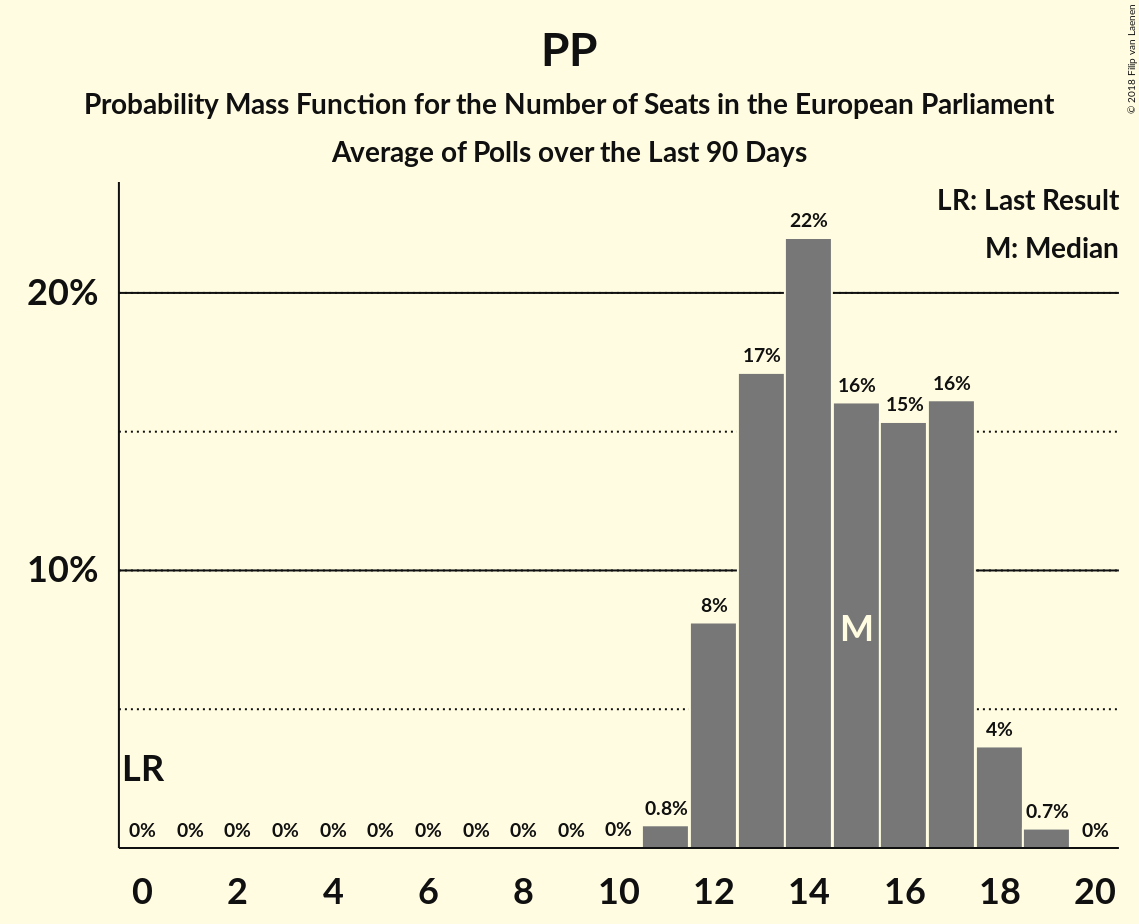 PP
Probability Mass Function for the Number of Seats in the European Parliament
Average of Polls over the Last 90 Days
© 2018 Filip van Laenen
LR: Last Result
M: Median
20%
10%
22%
17%
16%
15%
16%
8%
M
4%
LR
0% 0% 0% 0% 0% 0% 0% 0% 0% 0% 0% 0.8% 0.7% 0%
0 2 4 6 8 10 12 14 16 18 20